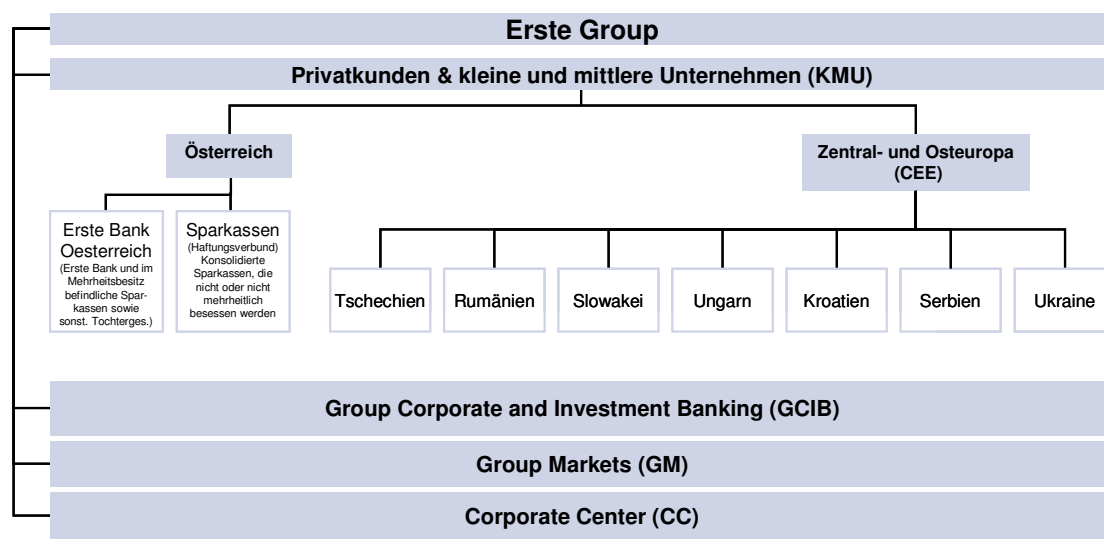 Erste Group
Privatkunden & kleine und mittlere Unternehmen (KMU)
Österreich
Zentral- und Osteuropa
(CEE)
Erste Bank
Oesterreich
(Erste Bank und im
Mehrheitsbesitz
befindliche Spar-
kassen sowie
sonst. Tochterges.)
Sparkassen
(Haftungsverbund)
Konsolidierte
Sparkassen, die
nicht oder nicht
mehrheitlich
besessen werden
Tschechien
Rumänien
Slowakei
Ungarn
Kroatien
Serbien
Ukraine
Group Corporate and Investment Banking (GCIB)
Group Markets (GM)
Corporate Center (CC)